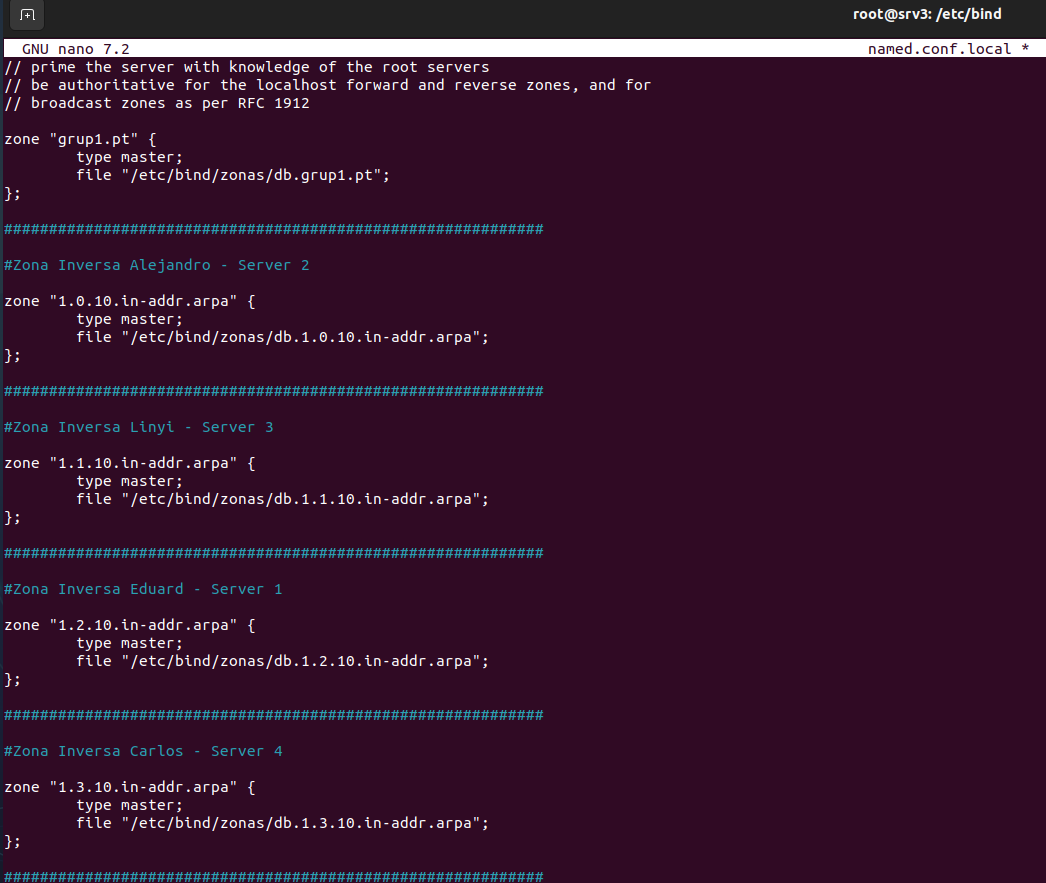 root@srv3: /etc/bind
GNU nano 7.2 named.conf.local *
// prime the server with knowledge of the root servers
// be authoritative for the localhost forward and reverse zones, and for
// broadcast zones as per RFC 1912
zone "grup1.pt" {
type master;
file "/etc/bind/zonas/db.grup1.pt";
};
############################################################
#Zona Inversa Alejandro - Server 2
zone "1.0.10.in-addr.arpa" {
type master;
file "/etc/bind/zonas/db.1.0.10.in-addr.arpa";
};
############################################################
#Zona Inversa Linyi - Server 3
zone "1.1.10.in-addr.arpa" {
type master;
file "/etc/bind/zonas/db.1.1.10.in-addr.arpa";
};
############################################################
#Zona Inversa Eduard - Server 1
zone "1.2.10.in-addr.arpa" {
type master;
file "/etc/bind/zonas/db.1.2.10.in-addr.arpa";
};
############################################################
#Zona Inversa Carlos - Server 4
zone "1.3.10.in-addr.arpa" {
type master;
file "/etc/bind/zonas/db.1.3.10.in-addr.arpa";
};
############################################################